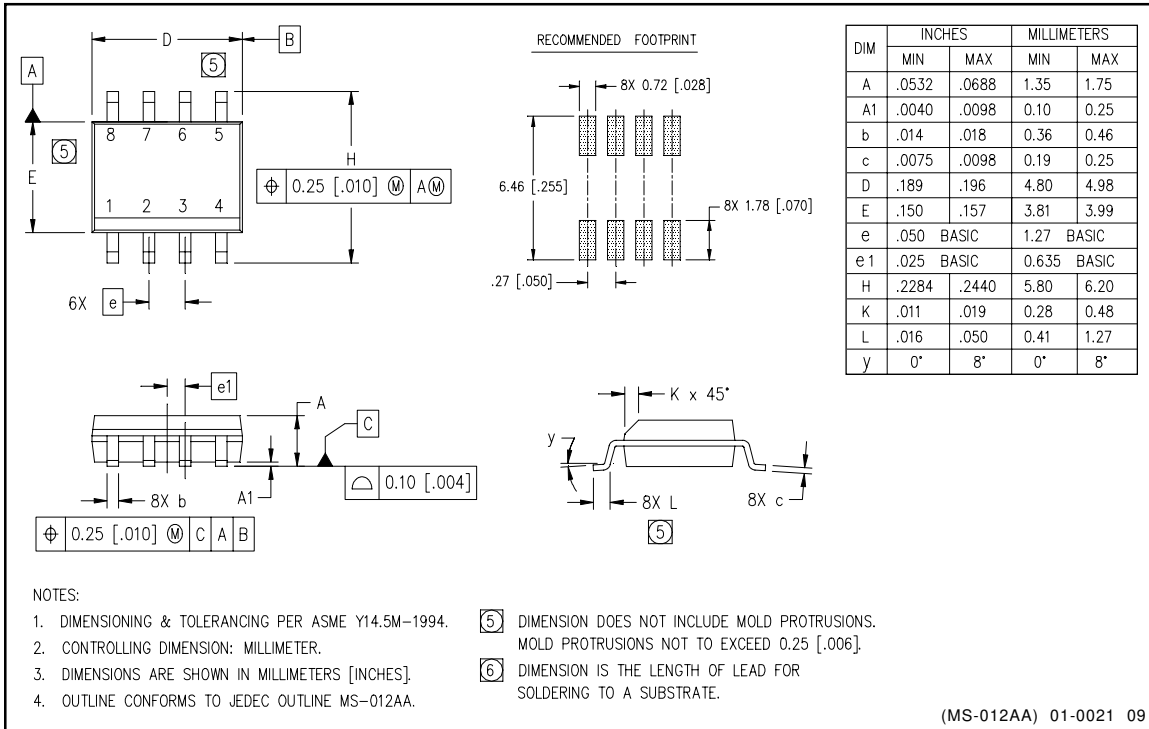 D
B
5
A
8 7 6 5
5
E
H
⌖ 0.25 [.010] Ⓜ AⓂ
1 2 3 4
6X e
RECOMMENDED FOOTPRINT
8X 0.72 [.028]
6.46 [.255]
8X 1.78 [.070]
.27 [.050]
DIM INCHES MILLIMETERS
MIN MAX MIN MAX
A .0532 .0688 1.35 1.75
A1 .0040 .0098 0.10 0.25
b .014 .018 0.36 0.46
c .0075 .0098 0.19 0.25
D .189 .196 4.80 4.98
E .150 .157 3.81 3.99
e .050 BASIC 1.27 BASIC
e1 .025 BASIC 0.635 BASIC
H .2284 .2440 5.80 6.20
K .011 .019 0.28 0.48
L .016 .050 0.41 1.27
y 0° 8° 0° 8°
e1
A
C
8X b
A1
⌓ 0.10 [.004]
⌖ 0.25 [.010] Ⓜ C A B
K x 45°
y
8X L
5
8X c
NOTES:
1. DIMENSIONING & TOLERANCING PER ASME Y14.5M-1994.
2. CONTROLLING DIMENSION: MILLIMETER.
3. DIMENSIONS ARE SHOWN IN MILLIMETERS [INCHES].
4. OUTLINE CONFORMS TO JEDEC OUTLINE MS-012AA.
5 DIMENSION DOES NOT INCLUDE MOLD PROTRUSIONS.
MOLD PROTRUSIONS NOT TO EXCEED 0.25 [.006].
6 DIMENSION IS THE LENGTH OF LEAD FOR
SOLDERING TO A SUBSTRATE.
(MS-012AA) 01-0021 09